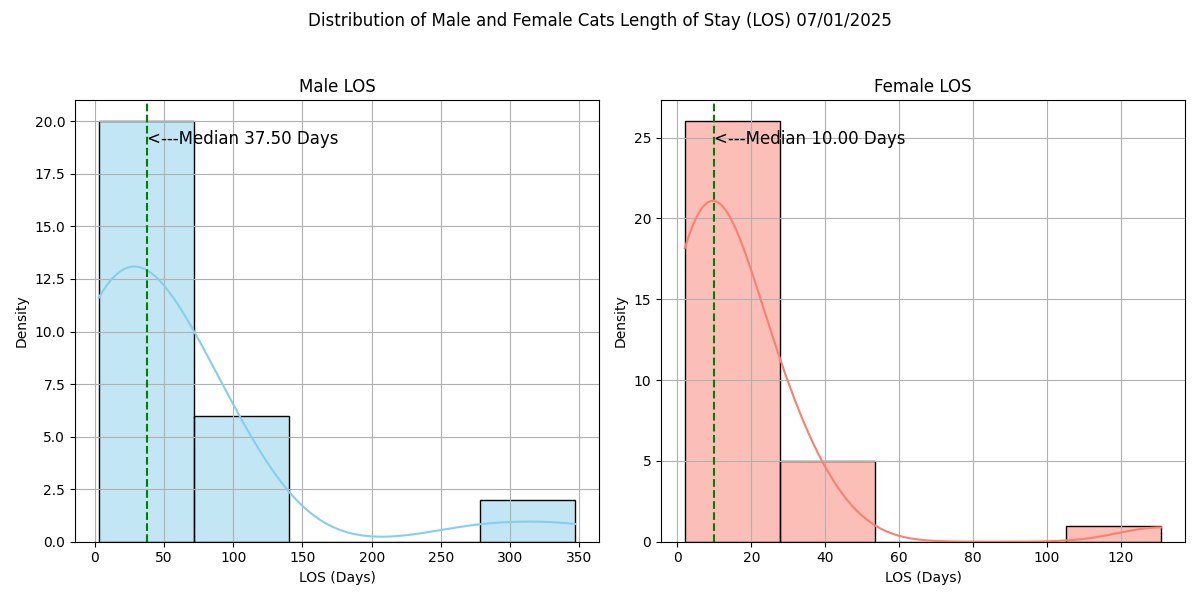 Distribution of Male and Female Cats Length of Stay (LOS) 07/01/2025
Male LOS
20.0
17.5
15.0
12.5
10.0
7.5
5.0
2.5
0.0
Density
<---Median 37.50 Days
0 50 100 150 200 250 300 350
LOS (Days)
Female LOS
25
20
15
10
5
0
Density
<---Median 10.00 Days
0 20 40 60 80 100 120
LOS (Days)